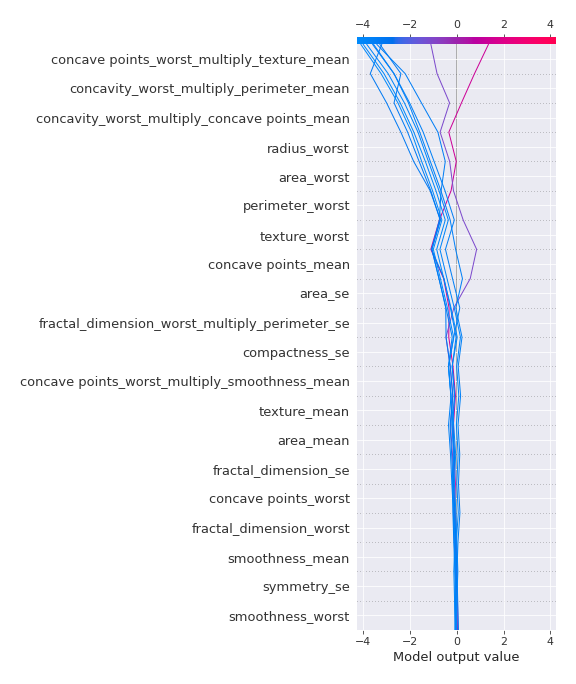 −4 −2 0 2 4
concave points_worst_multiply_texture_mean
concavity_worst_multiply_perimeter_mean
concavity_worst_multiply_concave points_mean
radius_worst
area_worst
perimeter_worst
texture_worst
concave points_mean
area_se
fractal_dimension_worst_multiply_perimeter_se
compactness_se
concave points_worst_multiply_smoothness_mean
texture_mean
area_mean
fractal_dimension_se
concave points_worst
fractal_dimension_worst
smoothness_mean
symmetry_se
smoothness_worst
−4 −2 0 2 4
Model output value